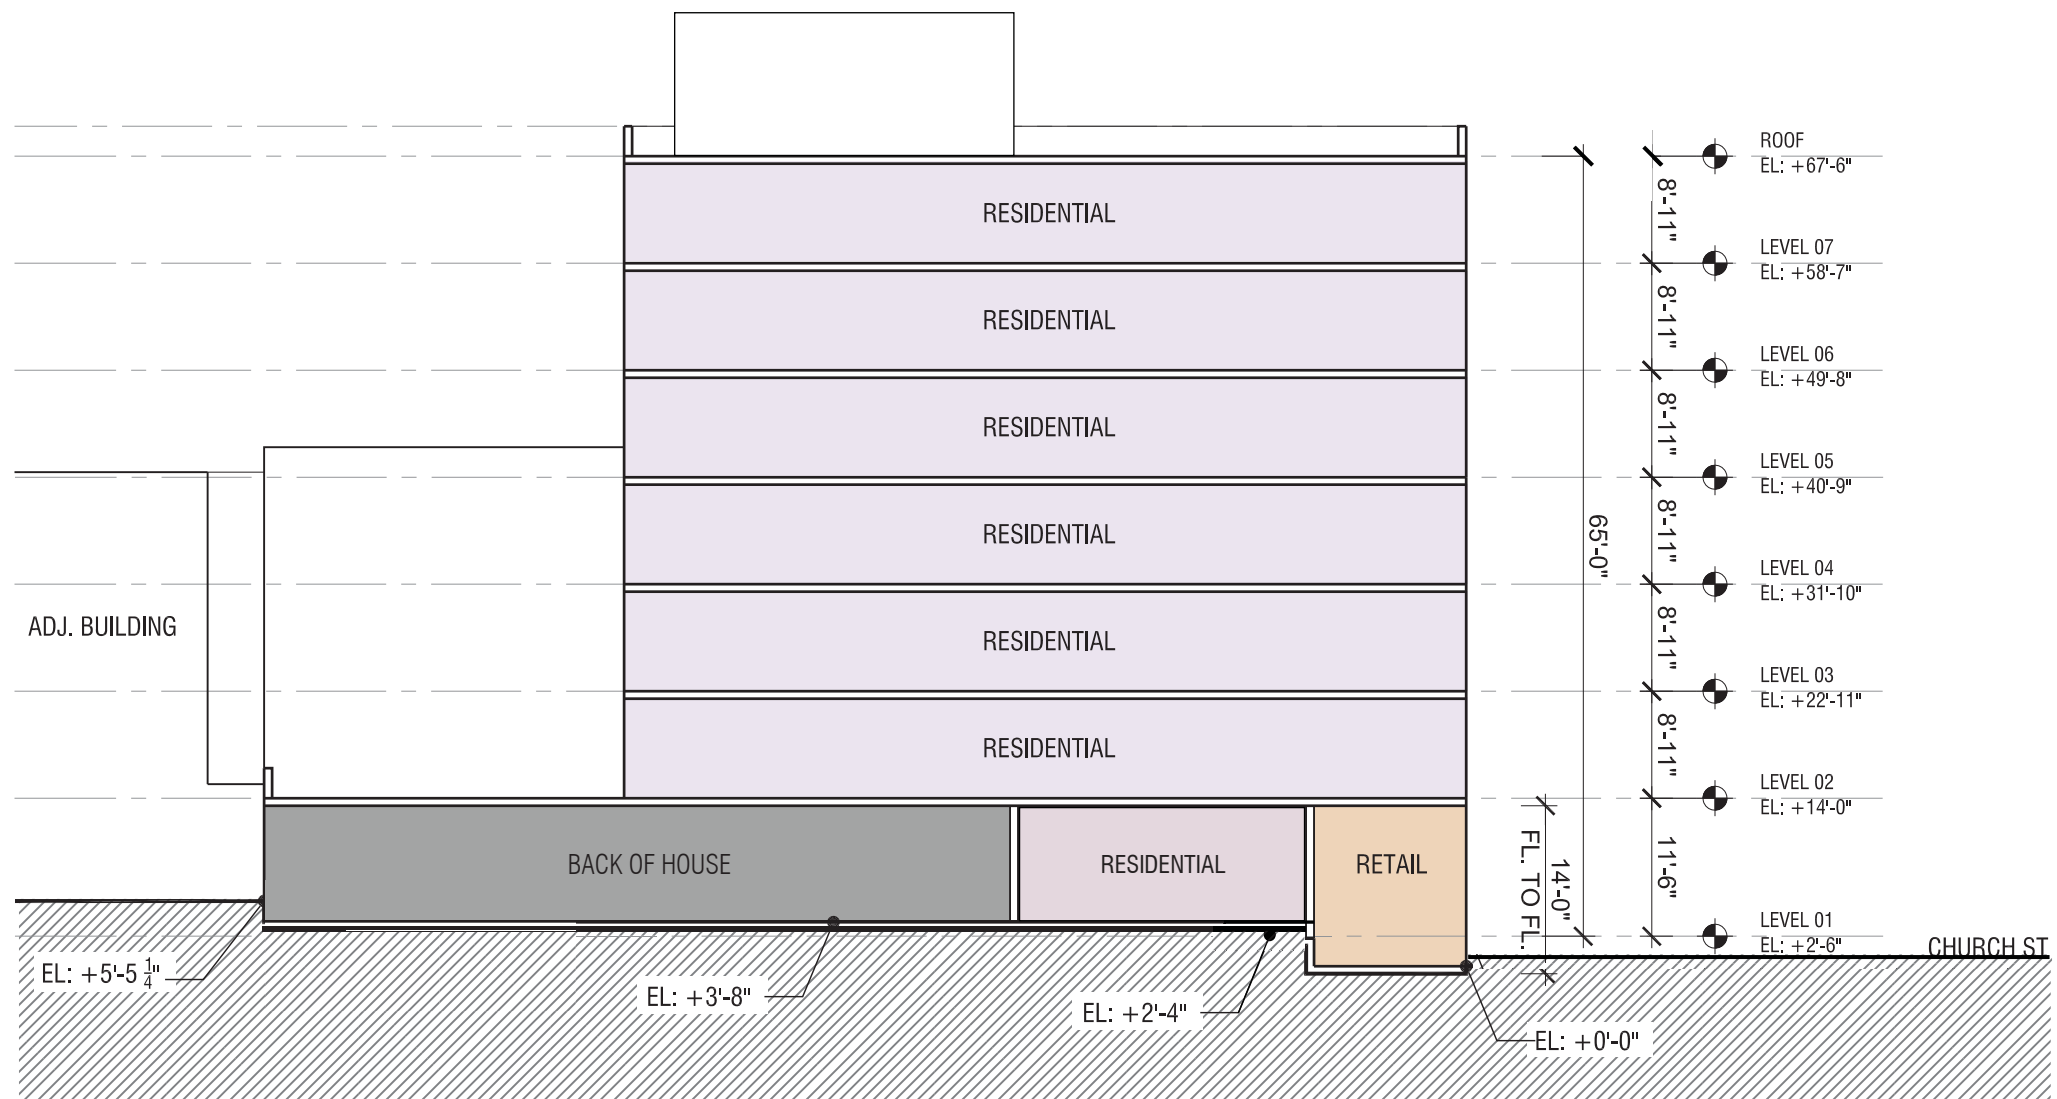 ROOF
EL: +67'-6"
8'-11"
RESIDENTIAL
LEVEL 07
EL: +58'-7"
8'-11"
RESIDENTIAL
LEVEL 06
EL: +49'-8"
8'-11"
RESIDENTIAL
LEVEL 05
EL: +40'-9"
65'-0"
8'-11"
RESIDENTIAL
LEVEL 04
EL: +31'-10"
8'-11"
ADJ. BUILDING
RESIDENTIAL
LEVEL 03
EL: +22'-11"
8'-11"
RESIDENTIAL
LEVEL 02
EL: +14'-0"
BACK OF HOUSE
RESIDENTIAL
RETAIL
14'-0"
FL. TO FL.
11'-6"
LEVEL 01
EL: +2'-6"
CHURCH ST
EL: +5'-5 1/4"
EL: +3'-8"
EL: +2'-4"
EL: +0'-0"